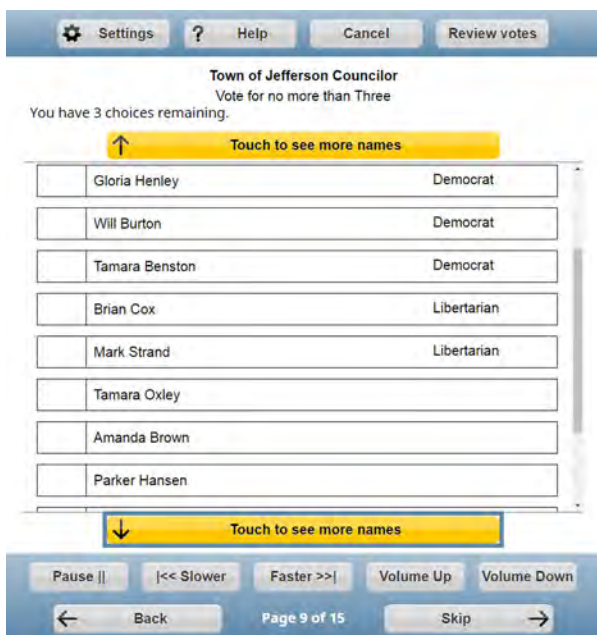 Settings ? Help Cancel Review votes
Town of Jefferson Councilor
Vote for no more than Three
You have 3 choices remaining.
↑ Touch to see more names
Gloria Henley Democrat
Will Burton Democrat
Tamara Benston Democrat
Brian Cox Libertarian
Mark Strand Libertarian
Tamara Oxley
Amanda Brown
Parker Hansen
↓ Touch to see more names
Pause || |<< Slower Faster >>| Volume Up Volume Down
← Back Page 9 of 15 Skip →